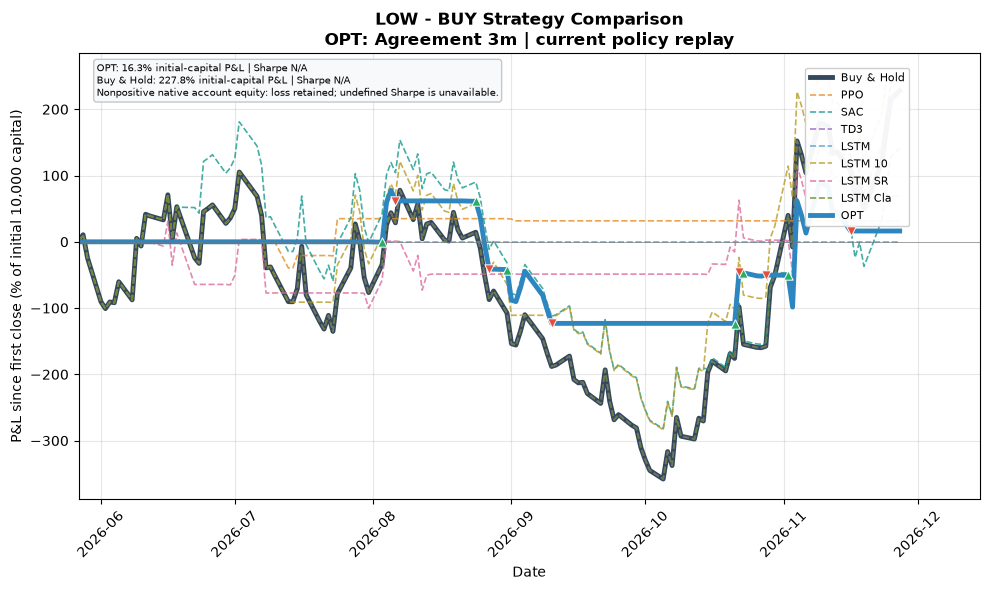 LOW - BUY Strategy Comparison
OPT: Agreement 3m | current policy replay
OPT: 16.3% initial-capital P&L | Sharpe N/A
Buy & Hold: 227.8% initial-capital P&L | Sharpe N/A
Nonpositive native account equity: loss retained; undefined Sharpe is unavailable.
Buy & Hold
PPO
SAC
TD3
LSTM
LSTM 10
LSTM SR
LSTM Cla
OPT
P&L since first close (% of initial 10,000 capital)
200
100
0
−100
−200
−300
2026-06
2026-07
2026-08
2026-09
2026-10
2026-11
2026-12
Date